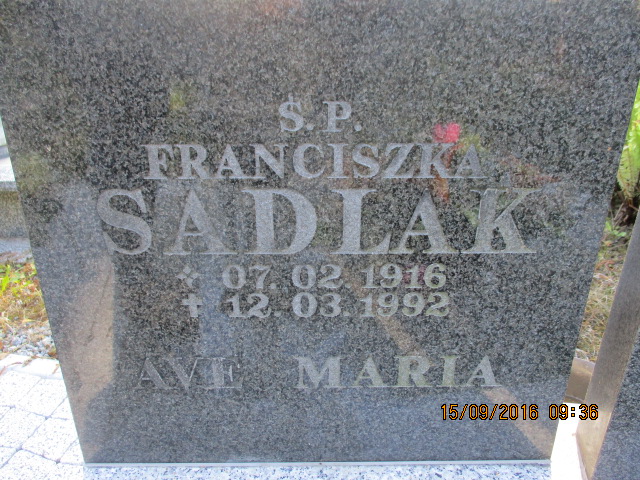 Ś.P.
FRANCISZKA
SADLAK
07. 02. 1916
✝ 12. 03. 1992
AVE MARIA
15/09/2016 09:36